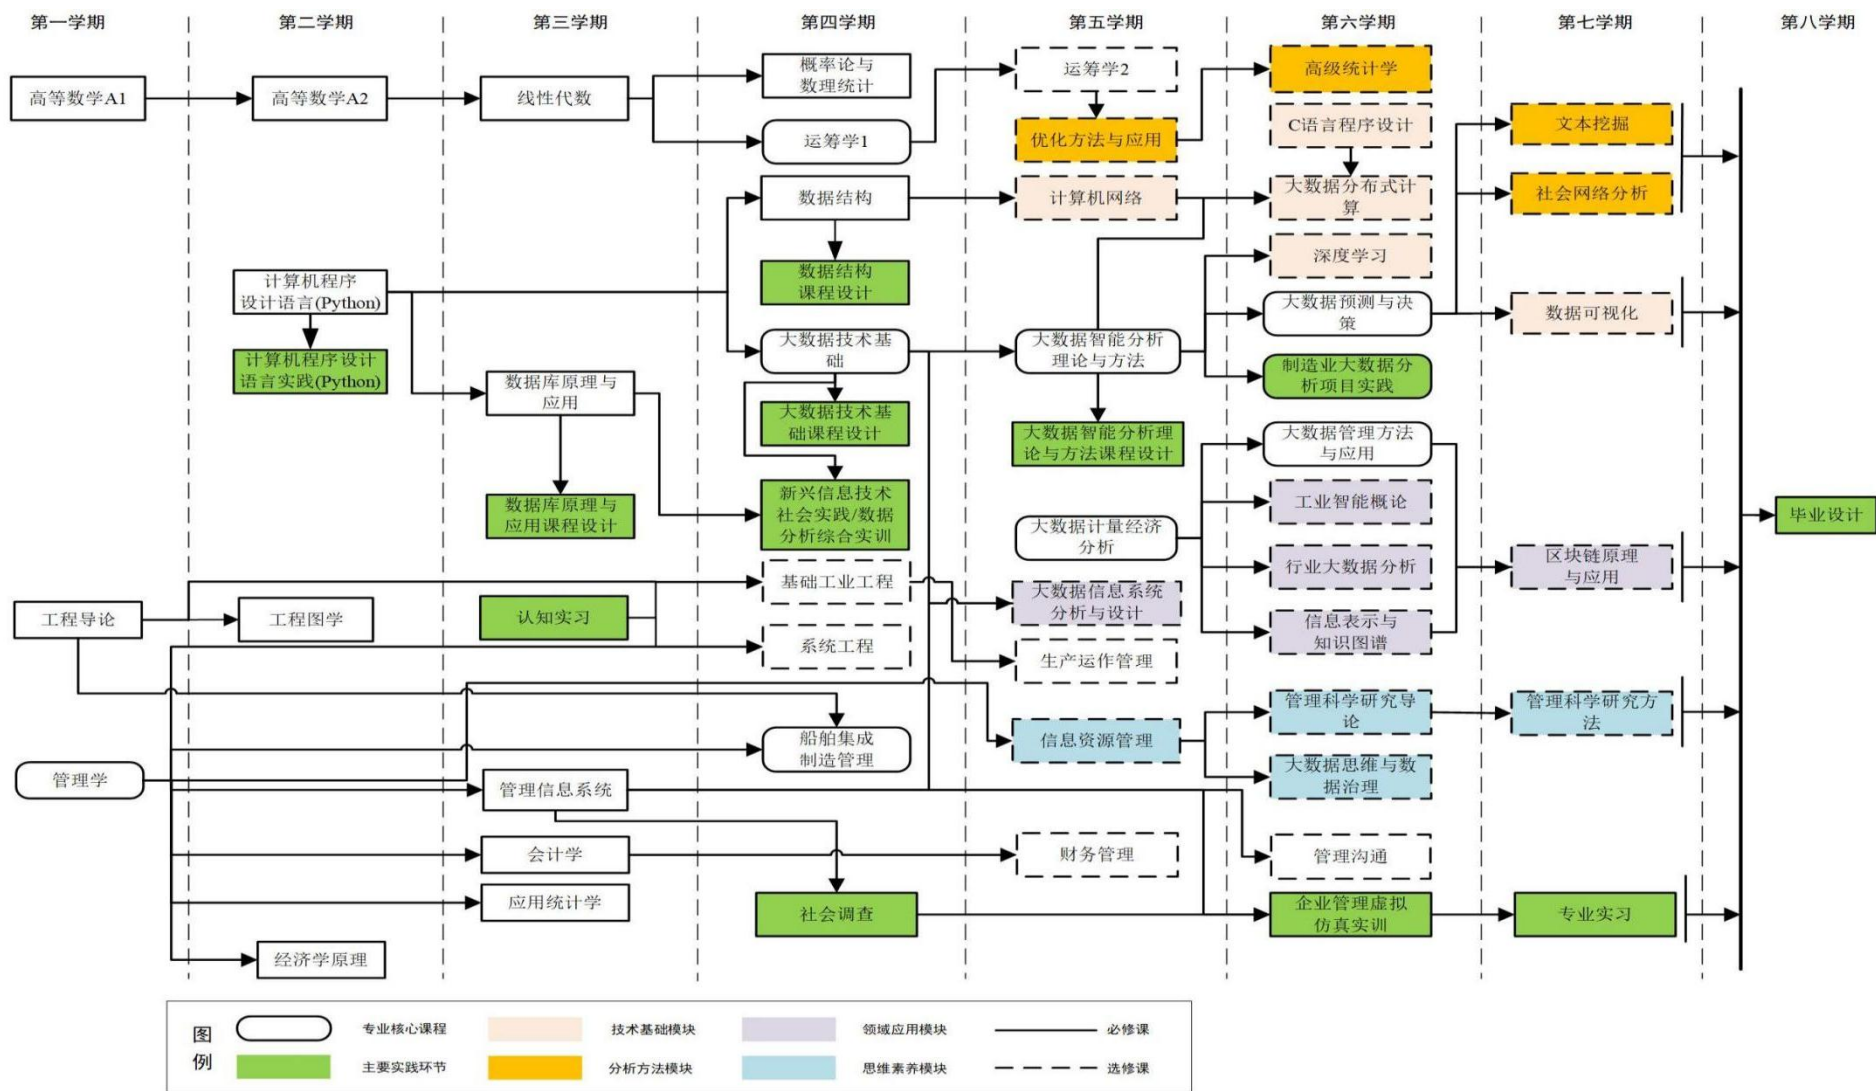 第一学期
第二学期
第三学期
第四学期
第五学期
第六学期
第七学期
第八学期
高等数学A1
工程导论
管理学
高等数学A2
计算机程序
设计语言(Python)
计算机程序设计
语言实践(Python)
工程图学
经济学原理
线性代数
数据库原理与
应用
数据库原理与
应用课程设计
认知实习
管理信息系统
会计学
应用统计学
概率论与
数理统计
运筹学1
数据结构
数据结构
课程设计
大数据技术基
础
大数据技术基
础课程设计
新兴信息技术
社会实践/数据
分析综合实训
基础工业工程
系统工程
船舶集成
制造管理
社会调查
运筹学2
优化方法与应用
计算机网络
大数据智能分析
理论与方法
大数据智能分析理
论与方法课程设计
大数据计量经济
分析
大数据信息系统
分析与设计
生产运作管理
信息资源管理
财务管理
高级统计学
C语言程序设计
大数据分布式计
算
深度学习
大数据预测与决
策
制造业大数据分
析项目实践
大数据管理方法
与应用
工业智能概论
行业大数据分析
信息表示与
知识图谱
管理科学研究导
论
大数据思维与数
据治理
管理沟通
企业管理虚拟
仿真实训
文本挖掘
社会网络分析
数据可视化
区块链原理
与应用
管理科学研究方
法
专业实习
毕业设计
图
例
专业核心课程
技术基础模块
领域应用模块
必修课
主要实践环节
分析方法模块
思维素养模块
选修课